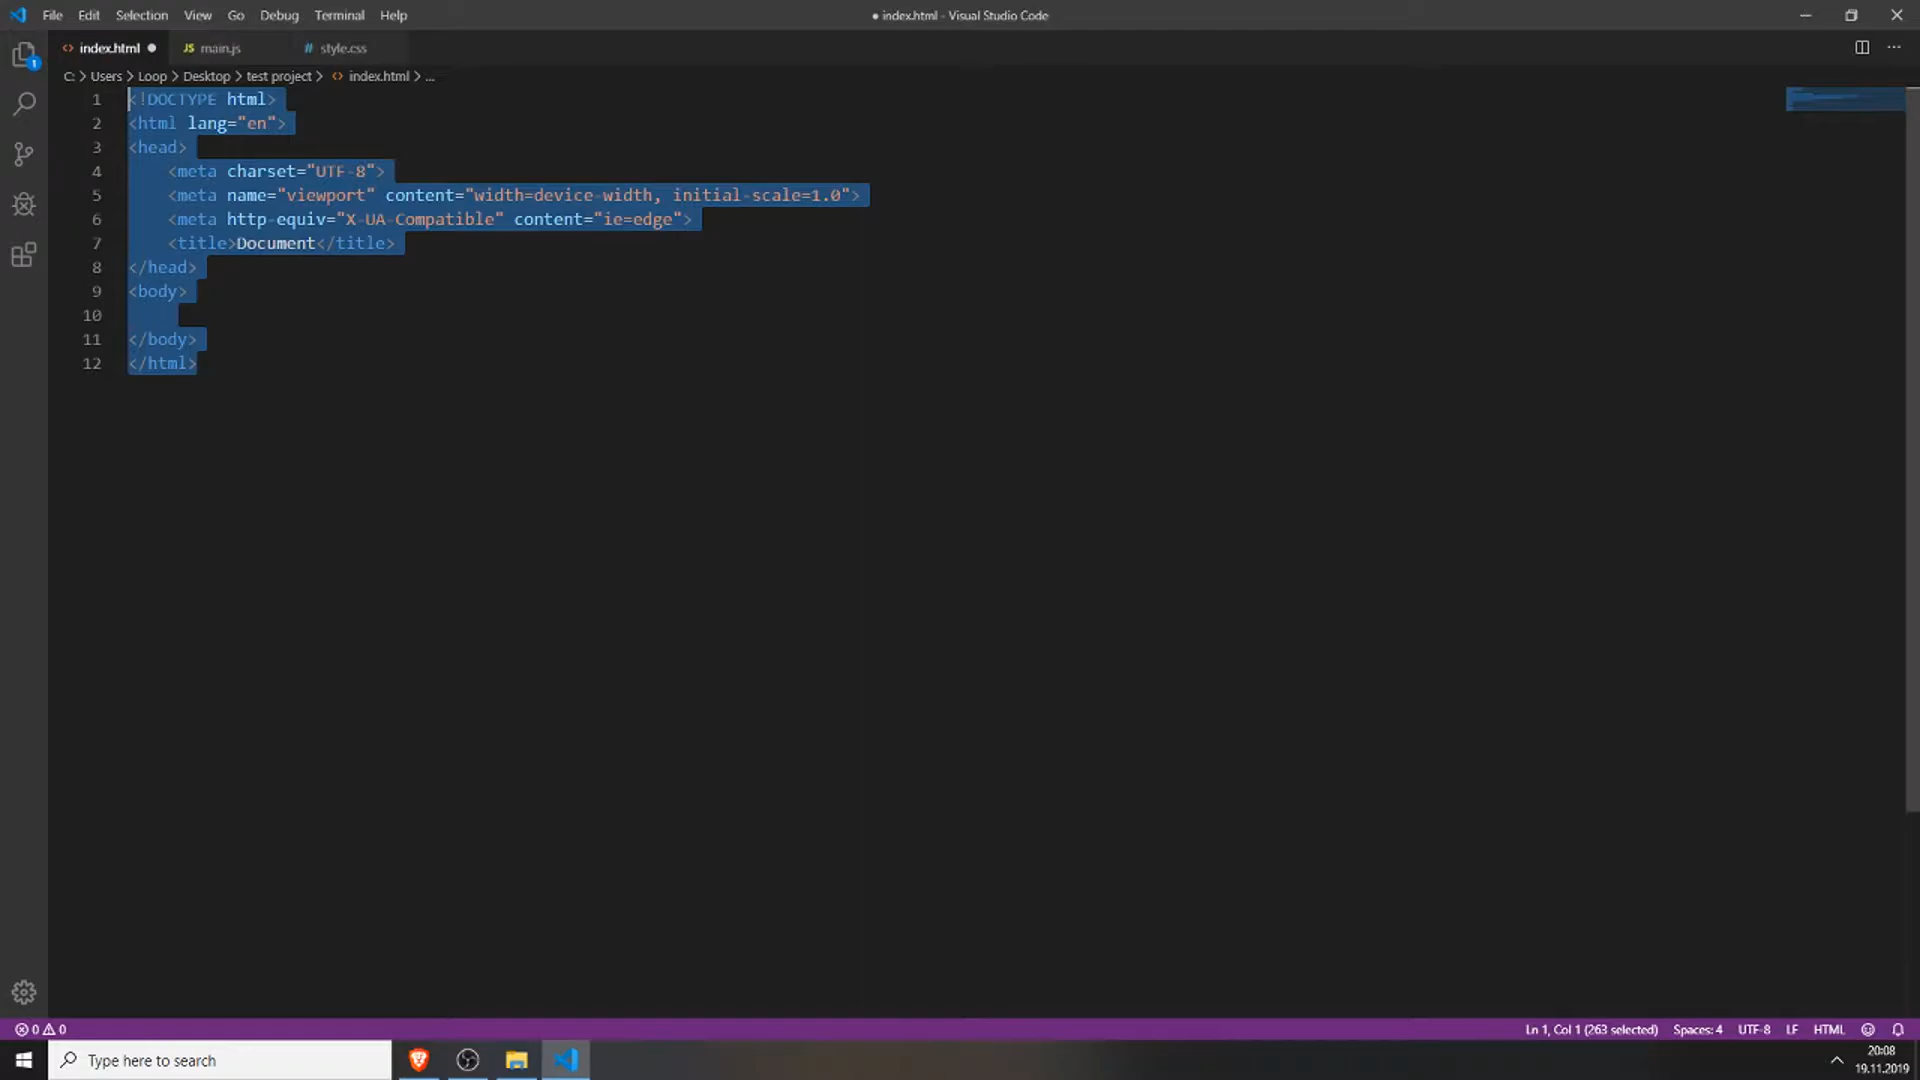 File Edit Selection View Go Debug Terminal Help
● index.html - Visual Studio Code
<> index.html ●
JS main.js
# style.css
C: > Users > Loop > Desktop > test project > <> index.html > ...
1 <!DOCTYPE html>
2 <html lang="en">
3 <head>
4 <meta charset="UTF-8">
5 <meta name="viewport" content="width=device-width, initial-scale=1.0">
6 <meta http-equiv="X-UA-Compatible" content="ie=edge">
7 <title>Document</title>
8 </head>
9 <body>
10
11 </body>
12 </html>
1
0 0
Ln 1, Col 1 (263 selected) Spaces: 4 UTF-8 LF HTML
Type here to search
20:08
19.11.2019